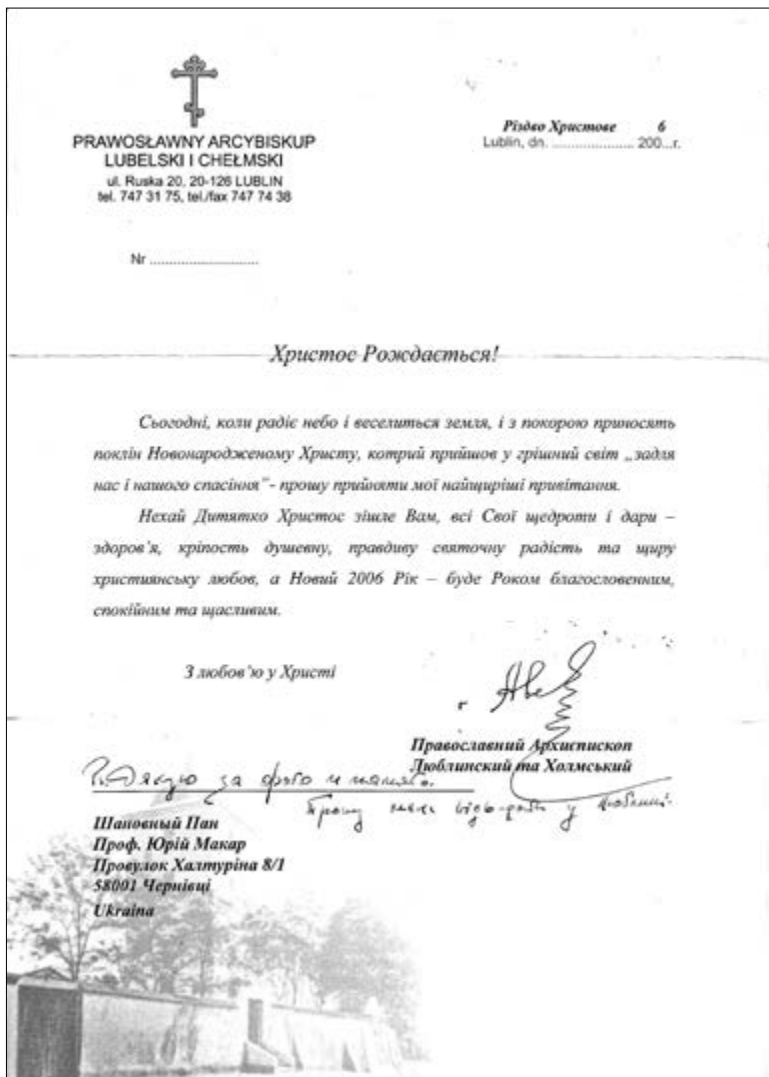 PRAWOSŁAWNY ARCYBISKUP
LUBELSKI I CHEŁMSKI
ul. Ruska 20, 20-126 LUBLIN
tel. 747 31 75, tel./fax 747 74 38
Різдво Христове 6
Lublin, dn. ..................... 200...r.
Nr ..........................
Христос Рождається!
Сьогодні, коли радіє небо і веселиться земля, і з покорою приносять
поклін Новонародженому Христу, котрий прийшов у грішний світ „задля
нас і нашого спасіння"- прошу прийняти мої найщиріші привітання.
Нехай Дитятко Христос зішле Вам, всі Свої щедроти і дари –
здоров'я, кріпость душевну, правдиву святочну радість та щиру
християнську любов, а Новий 2006 Рік – буде Роком благословенним,
спокійним та щасливим.
З любов'ю у Христі
Православний Архиепископ
Люблинский та Холмський
Дякую за фото и
Прошу у
Шановный Пан
Проф. Юрій Макар
Провулок Халтуріна 8/1
58001 Чернівці
Ukraina